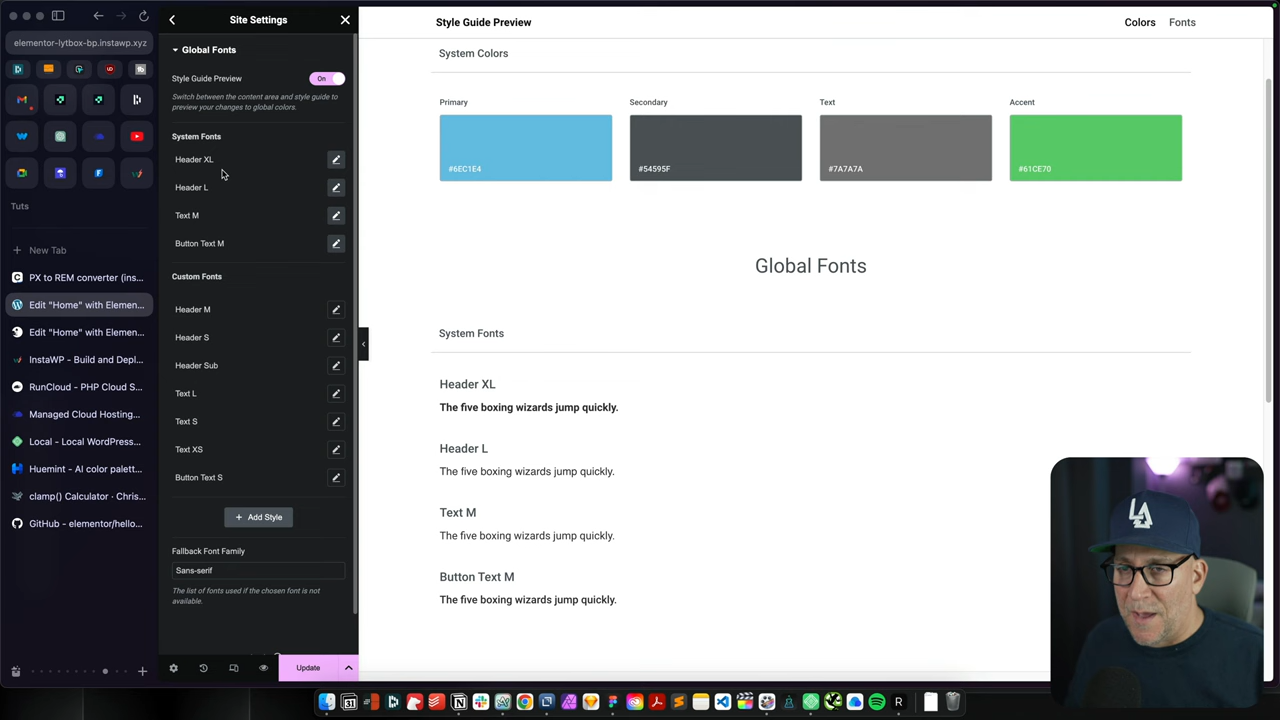 Site Settings
elementor-lytbox-bp.instawp.xyz
Tuts
New Tab
PX to REM converter (ins...
Edit "Home" with Elemen...
Edit "Home" with Elemen...
InstaWP - Build and Depl...
RunCloud - PHP Cloud S...
Managed Cloud Hosting...
Local - Local WordPress...
Huemint - AI color palett...
clamp() Calculator - Chris...
GitHub - elementor/hello...
Global Fonts
Style Guide Preview
On
Switch between the content area and style guide to
preview your changes to global colors.
System Fonts
Header XL
Header L
Text M
Button Text M
Custom Fonts
Header M
Header S
Header Sub
Text L
Text S
Text XS
Button Text S
+ Add Style
Fallback Font Family
Sans-serif
The list of fonts used if the chosen font is not
available.
Update
Style Guide Preview
Colors Fonts
System Colors
Primary Secondary Text Accent
#6EC1E4 #54595F #7A7A7A #61CE70
Global Fonts
System Fonts
Header XL
The five boxing wizards jump quickly.
Header L
The five boxing wizards jump quickly.
Text M
The five boxing wizards jump quickly.
Button Text M
The five boxing wizards jump quickly.